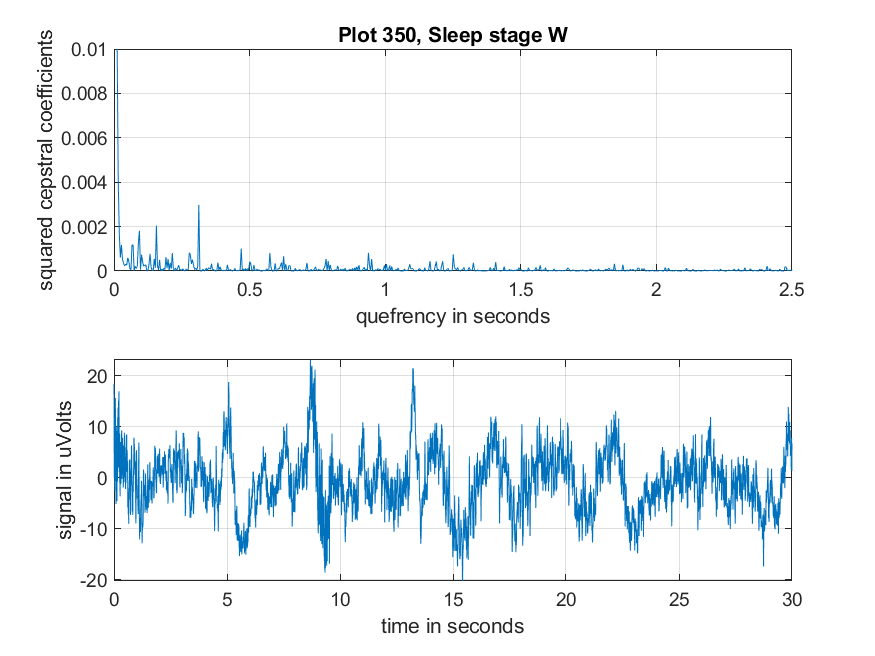 Plot 350, Sleep stage W
squared cepstral coefficients
0.01
0.008
0.006
0.004
0.002
0
0 0.5 1 1.5 2 2.5
quefrency in seconds
signal in uVolts
20
10
0
-10
-20
0 5 10 15 20 25 30
time in seconds